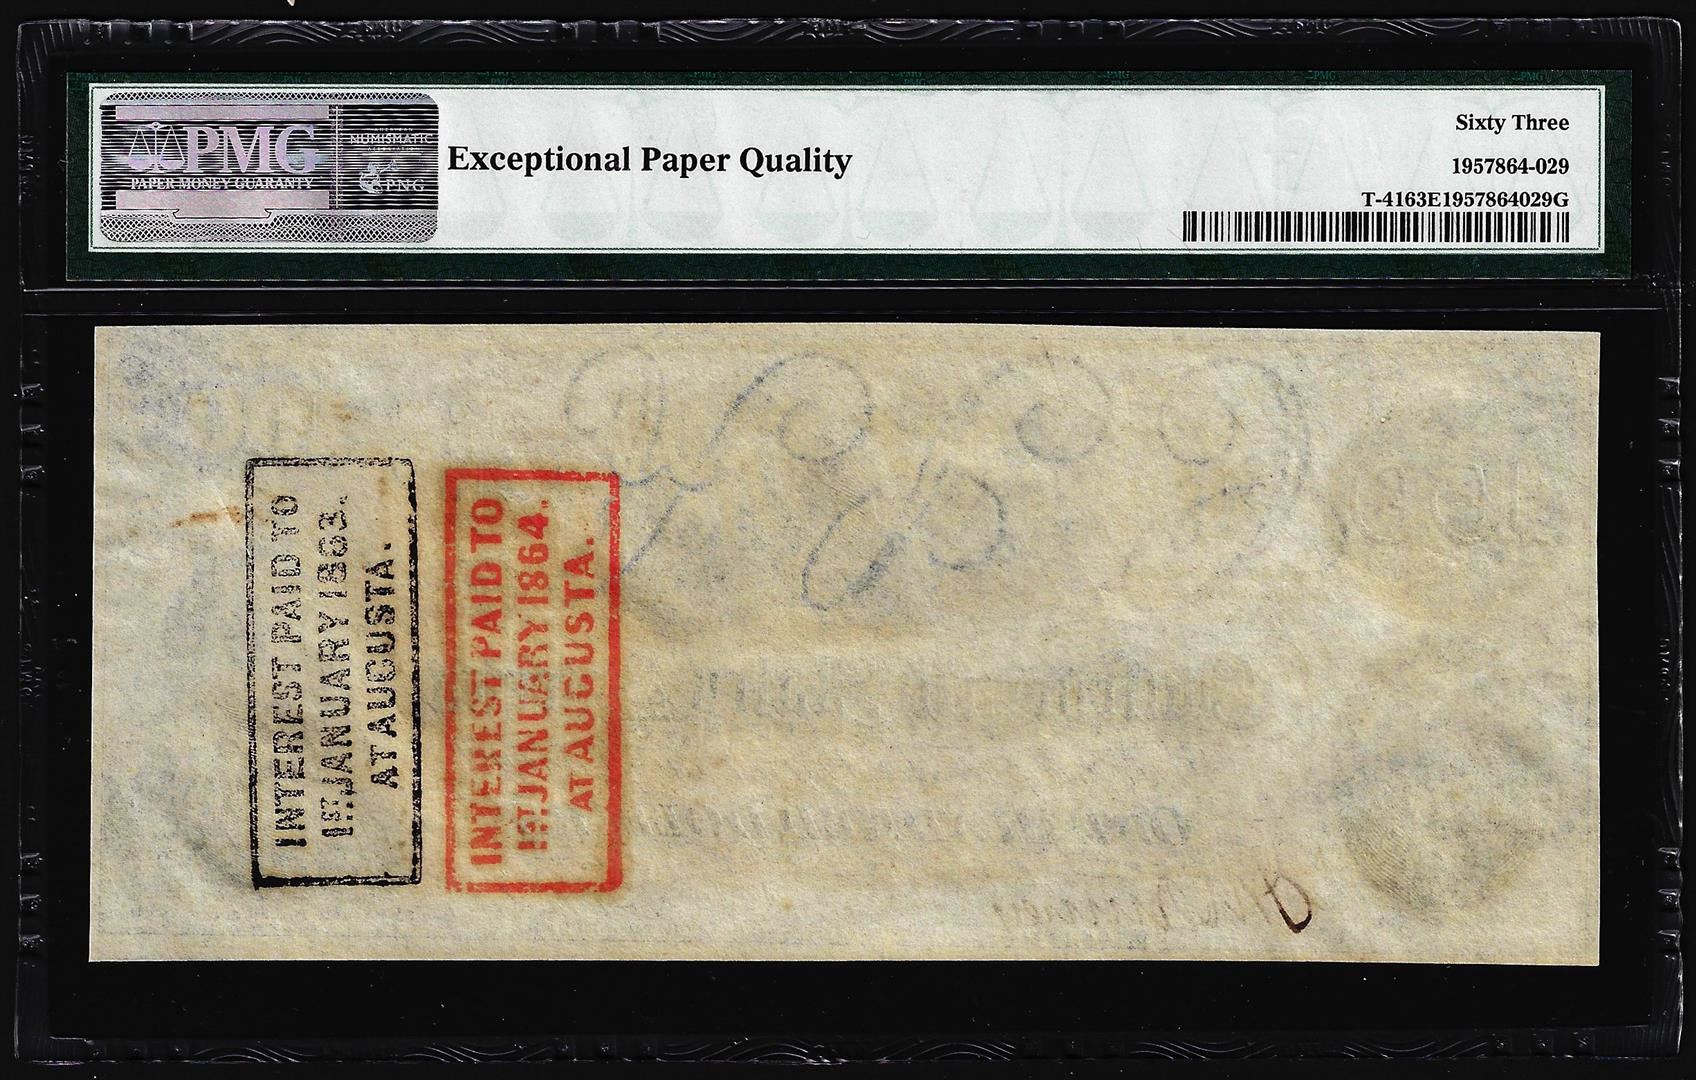 PMG
PAPER MONEY GUARANTY
NUMISMATIC
PNG
Exceptional Paper Quality
Sixty Three
1957864-029
T-4163E1957864029G
INTEREST PAID TO
1ST JANUARY 1863.
AT AUGUSTA.
INTEREST PAID TO
1ST JANUARY 1864.
AT AUGUSTA.